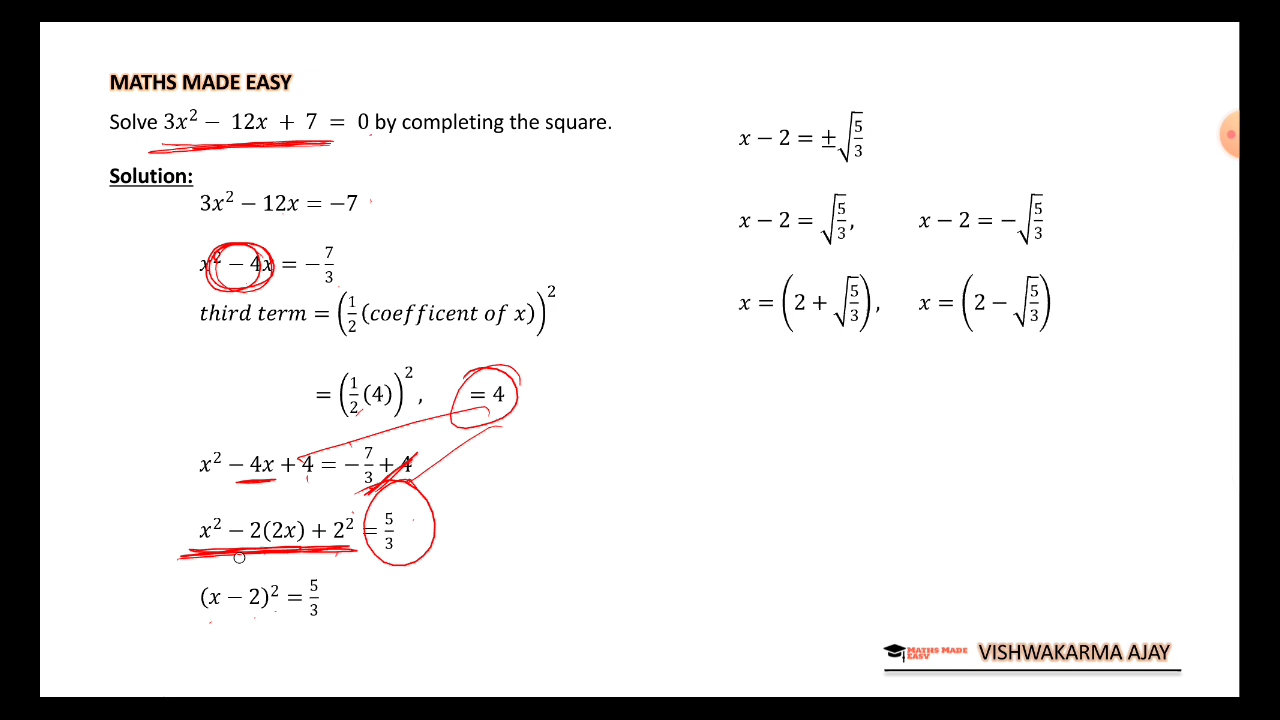 MATHS MADE EASY
Solve 3x² − 12x + 7 = 0 by completing the square.
Solution:
3x² − 12x = −7
x² − 4x = −7/3
third term = (1/2 (coefficent of x))²
= (1/2 (4))², = 4
x² − 4x + 4 = −7/3 + 4
x² − 2(2x) + 2² = 5/3
(x − 2)² = 5/3
x − 2 = ±√(5/3)
x − 2 = √(5/3), x − 2 = −√(5/3)
x = (2 + √(5/3)), x = (2 − √(5/3))
MATHS MADE EASY
VISHWAKARMA AJAY